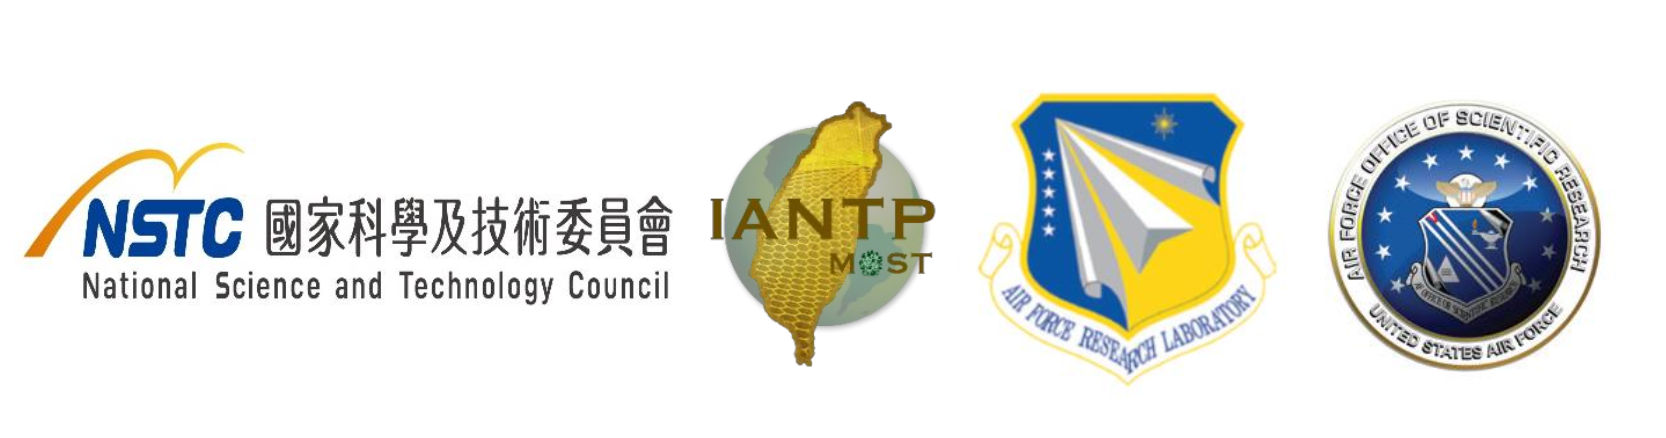 NSTC 國家科學及技術委員會
National Science and Technology Council
IANTP
MOST
AIR FORCE RESEARCH LABORATORY
AIR FORCE OFFICE OF SCIENTIFIC RESEARCH
UNITED STATES AIR FORCE